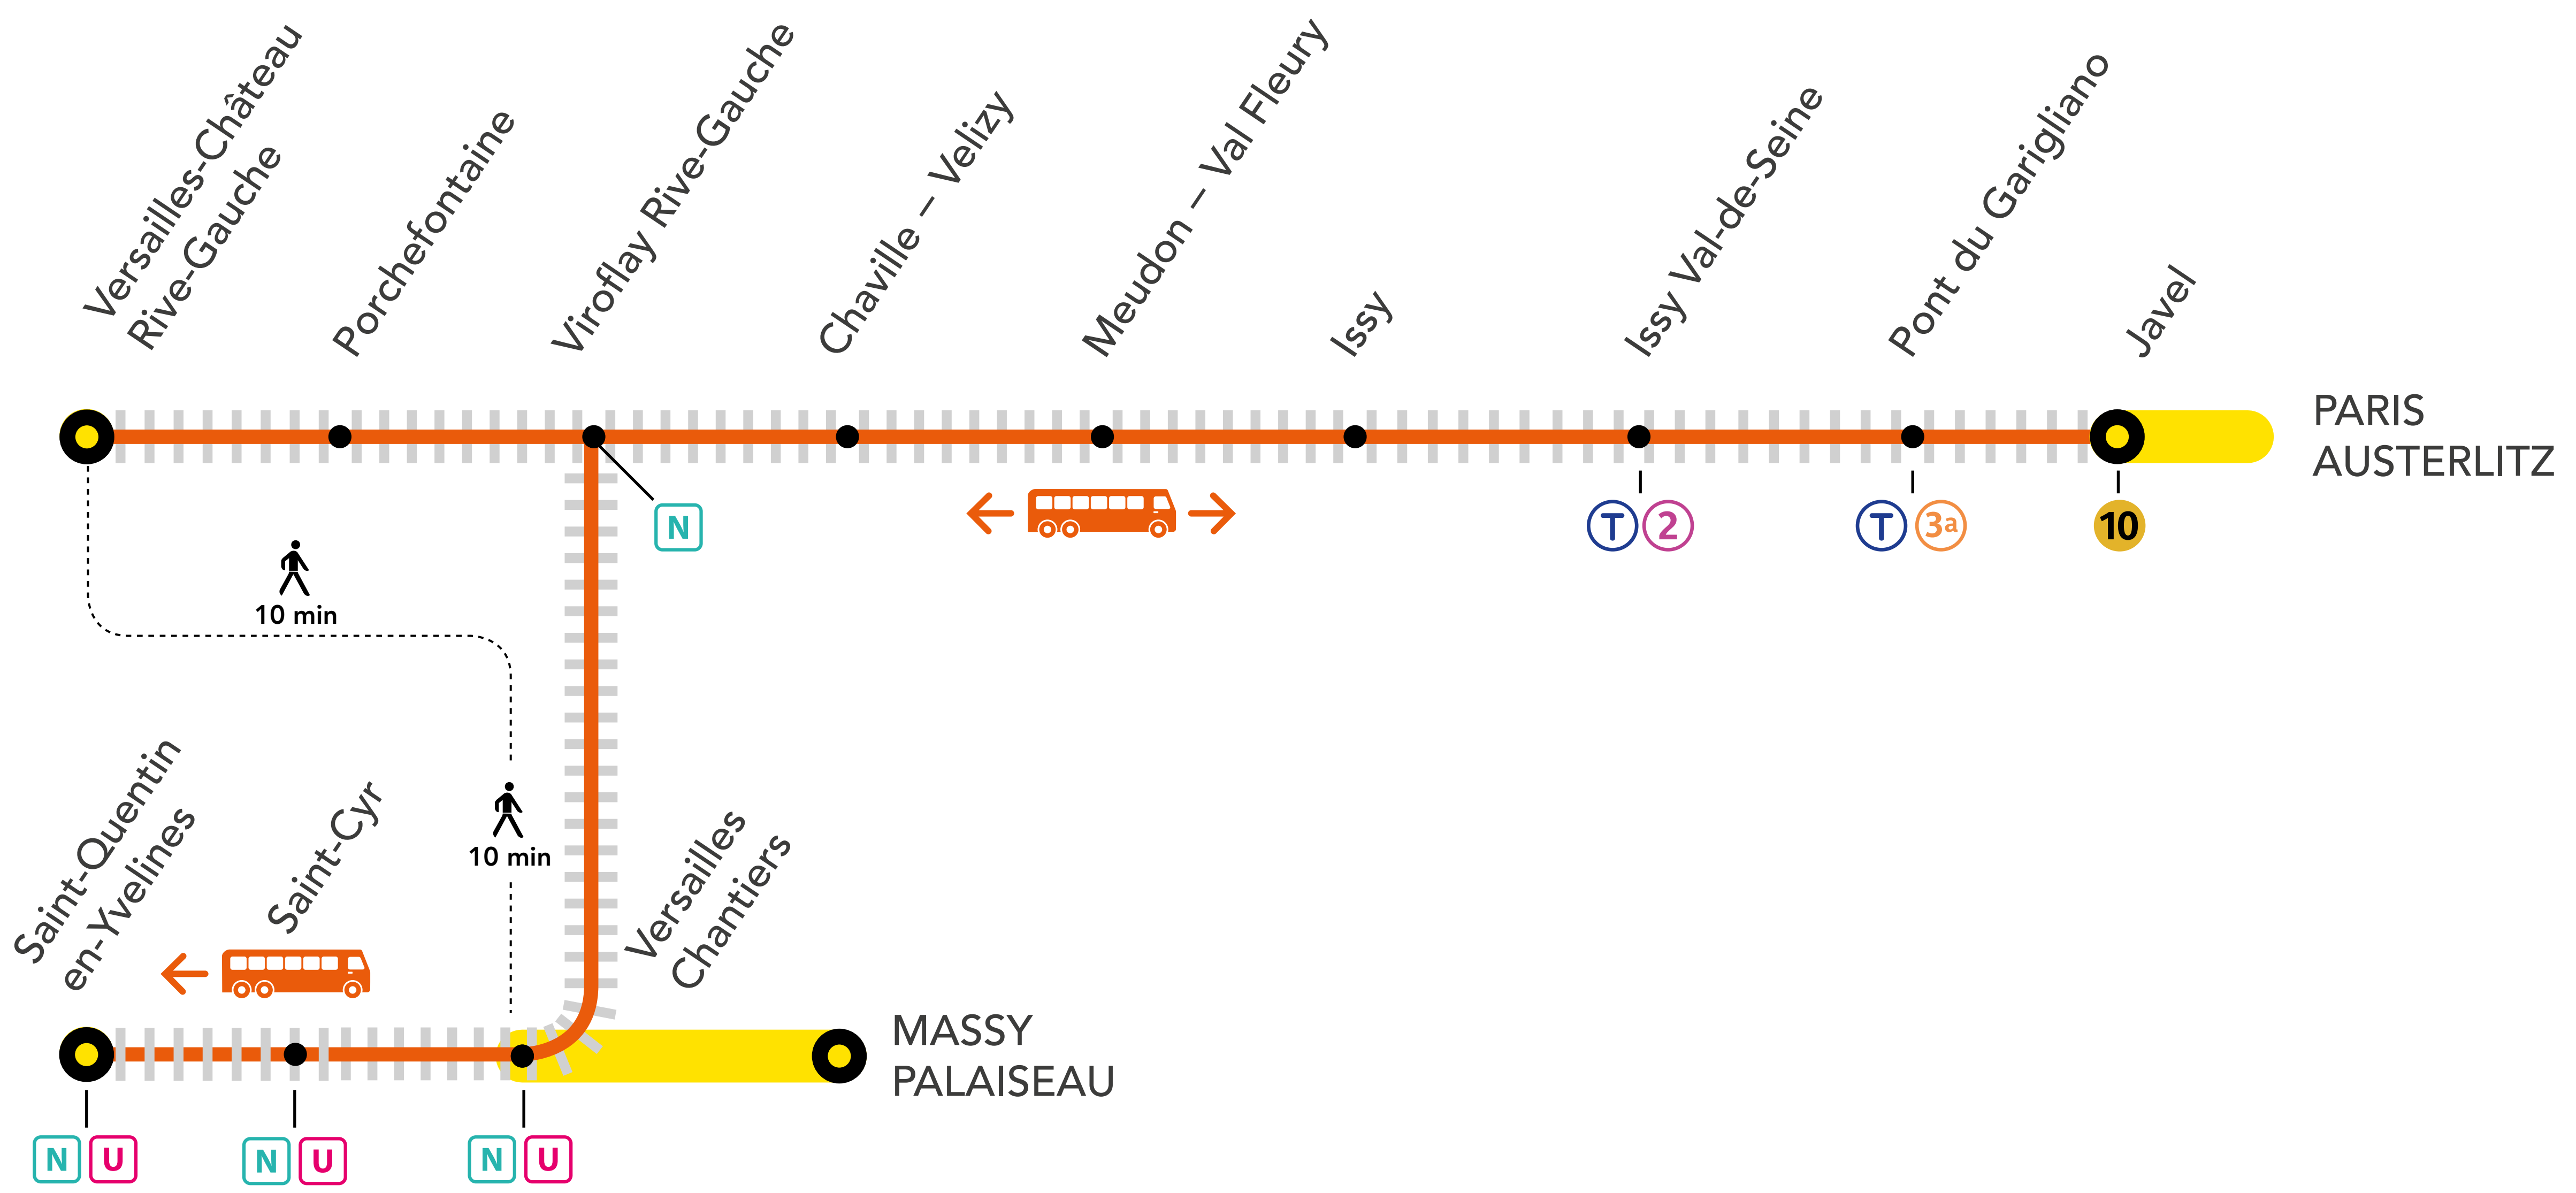 Versailles-Château
Rive-Gauche
Porchefontaine
Viroflay Rive-Gauche
Chaville – Velizy
Meudon – Val Fleury
Issy
Issy Val-de-Seine
Pont du Garigliano
Javel
PARIS
AUSTERLITZ
N
T 2
T 3a
10
10 min
10 min
Saint-Quentin
en-Yvelines
Saint-Cyr
Versailles
Chantiers
MASSY
PALAISEAU
N U
N U
N U